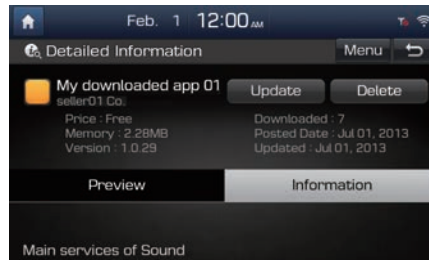 Feb. 1 12:00 AM
Detailed Information Menu
My downloaded app 01 Update Delete
seller01 Co.
Price : Free Downloaded : 7
Memory : 2.28MB Posted Date : Jul 01, 2013
Version : 1.0.29 Updated : Jul 01, 2013
Preview Information
Main services of Sound